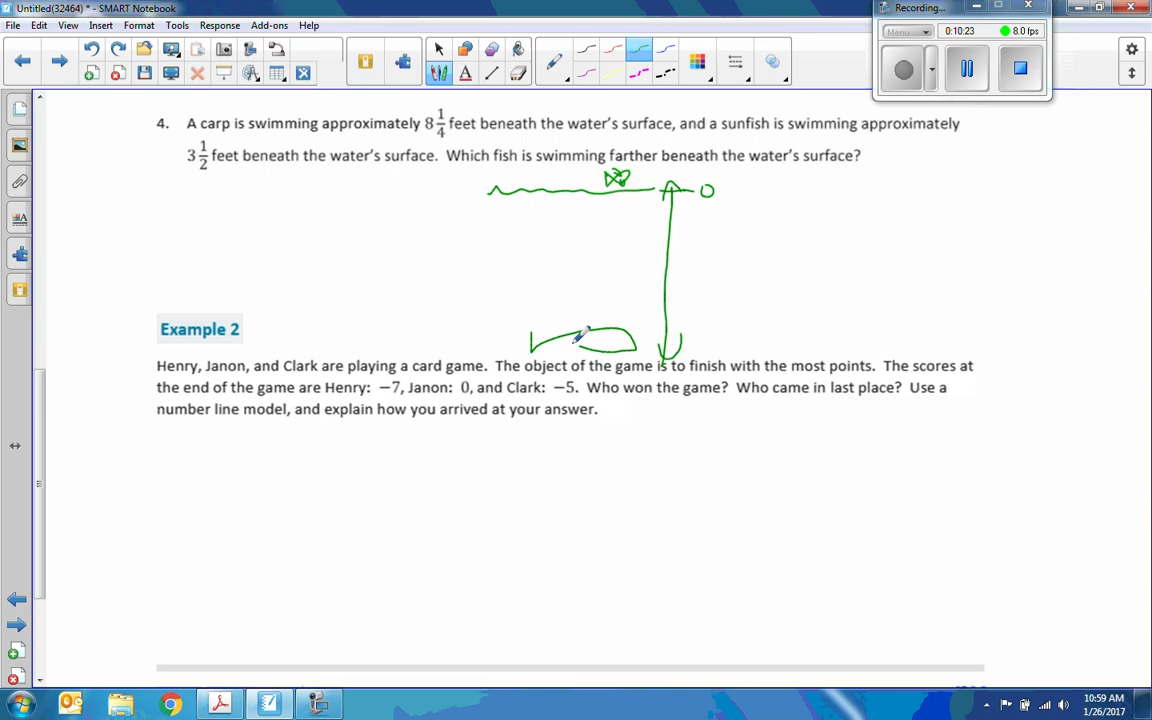 Untitled(32464) * - SMART Notebook
Recording...
File Edit View Insert Format Tools Response Add-ons Help
Menu 0:10:23 8.0 fps
4. A carp is swimming approximately 8 1/4 feet beneath the water's surface, and a sunfish is swimming approximately
3 1/2 feet beneath the water's surface. Which fish is swimming farther beneath the water's surface?
0
Example 2
Henry, Janon, and Clark are playing a card game. The object of the game is to finish with the most points. The scores at
the end of the game are Henry: −7, Janon: 0, and Clark: −5. Who won the game? Who came in last place? Use a
number line model, and explain how you arrived at your answer.
10:59 AM
1/26/2017